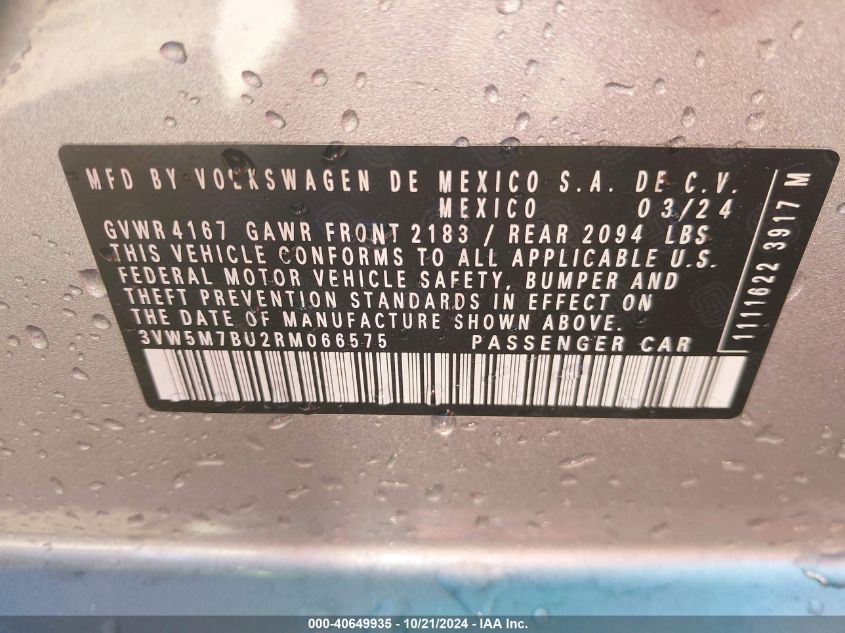 MFD BY VOLKSWAGEN DE MEXICO S.A. DE C.V.
MEXICO 03/24
GVWR 4167 GAWR FRONT 2183 / REAR 2094 LBS
THIS VEHICLE CONFORMS TO ALL APPLICABLE U.S.
FEDERAL MOTOR VEHICLE SAFETY, BUMPER AND
THEFT PREVENTION STANDARDS IN EFFECT ON
THE DATE OF MANUFACTURE SHOWN ABOVE.
3VW5M7BU2RM066575 PASSENGER CAR
1111622 3917 M
000-40649935 - 10/21/2024 - IAA Inc.